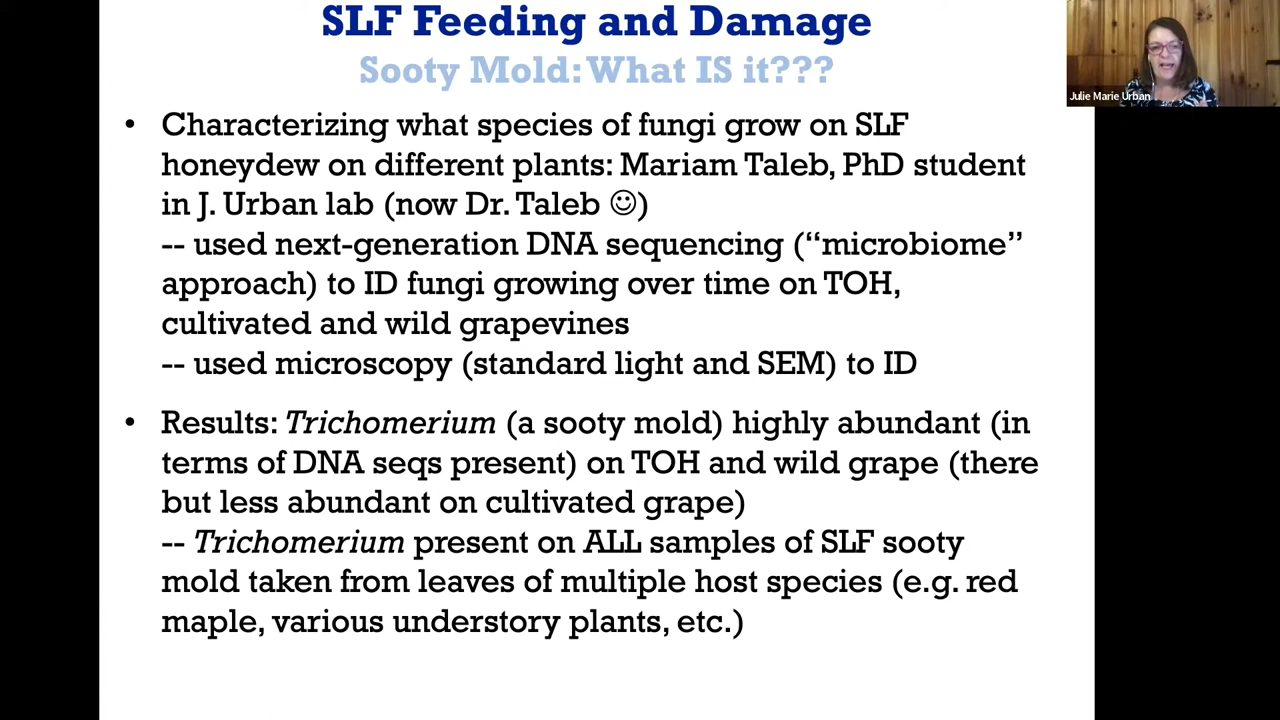 SLF Feeding and Damage
Sooty Mold: What IS it???
Julie Marie Urban
• Characterizing what species of fungi grow on SLF
honeydew on different plants: Mariam Taleb, PhD student
in J. Urban lab (now Dr. Taleb ☺)
-- used next-generation DNA sequencing (“microbiome”
approach) to ID fungi growing over time on TOH,
cultivated and wild grapevines
-- used microscopy (standard light and SEM) to ID
• Results: Trichomerium (a sooty mold) highly abundant (in
terms of DNA seqs present) on TOH and wild grape (there
but less abundant on cultivated grape)
-- Trichomerium present on ALL samples of SLF sooty
mold taken from leaves of multiple host species (e.g. red
maple, various understory plants, etc.)